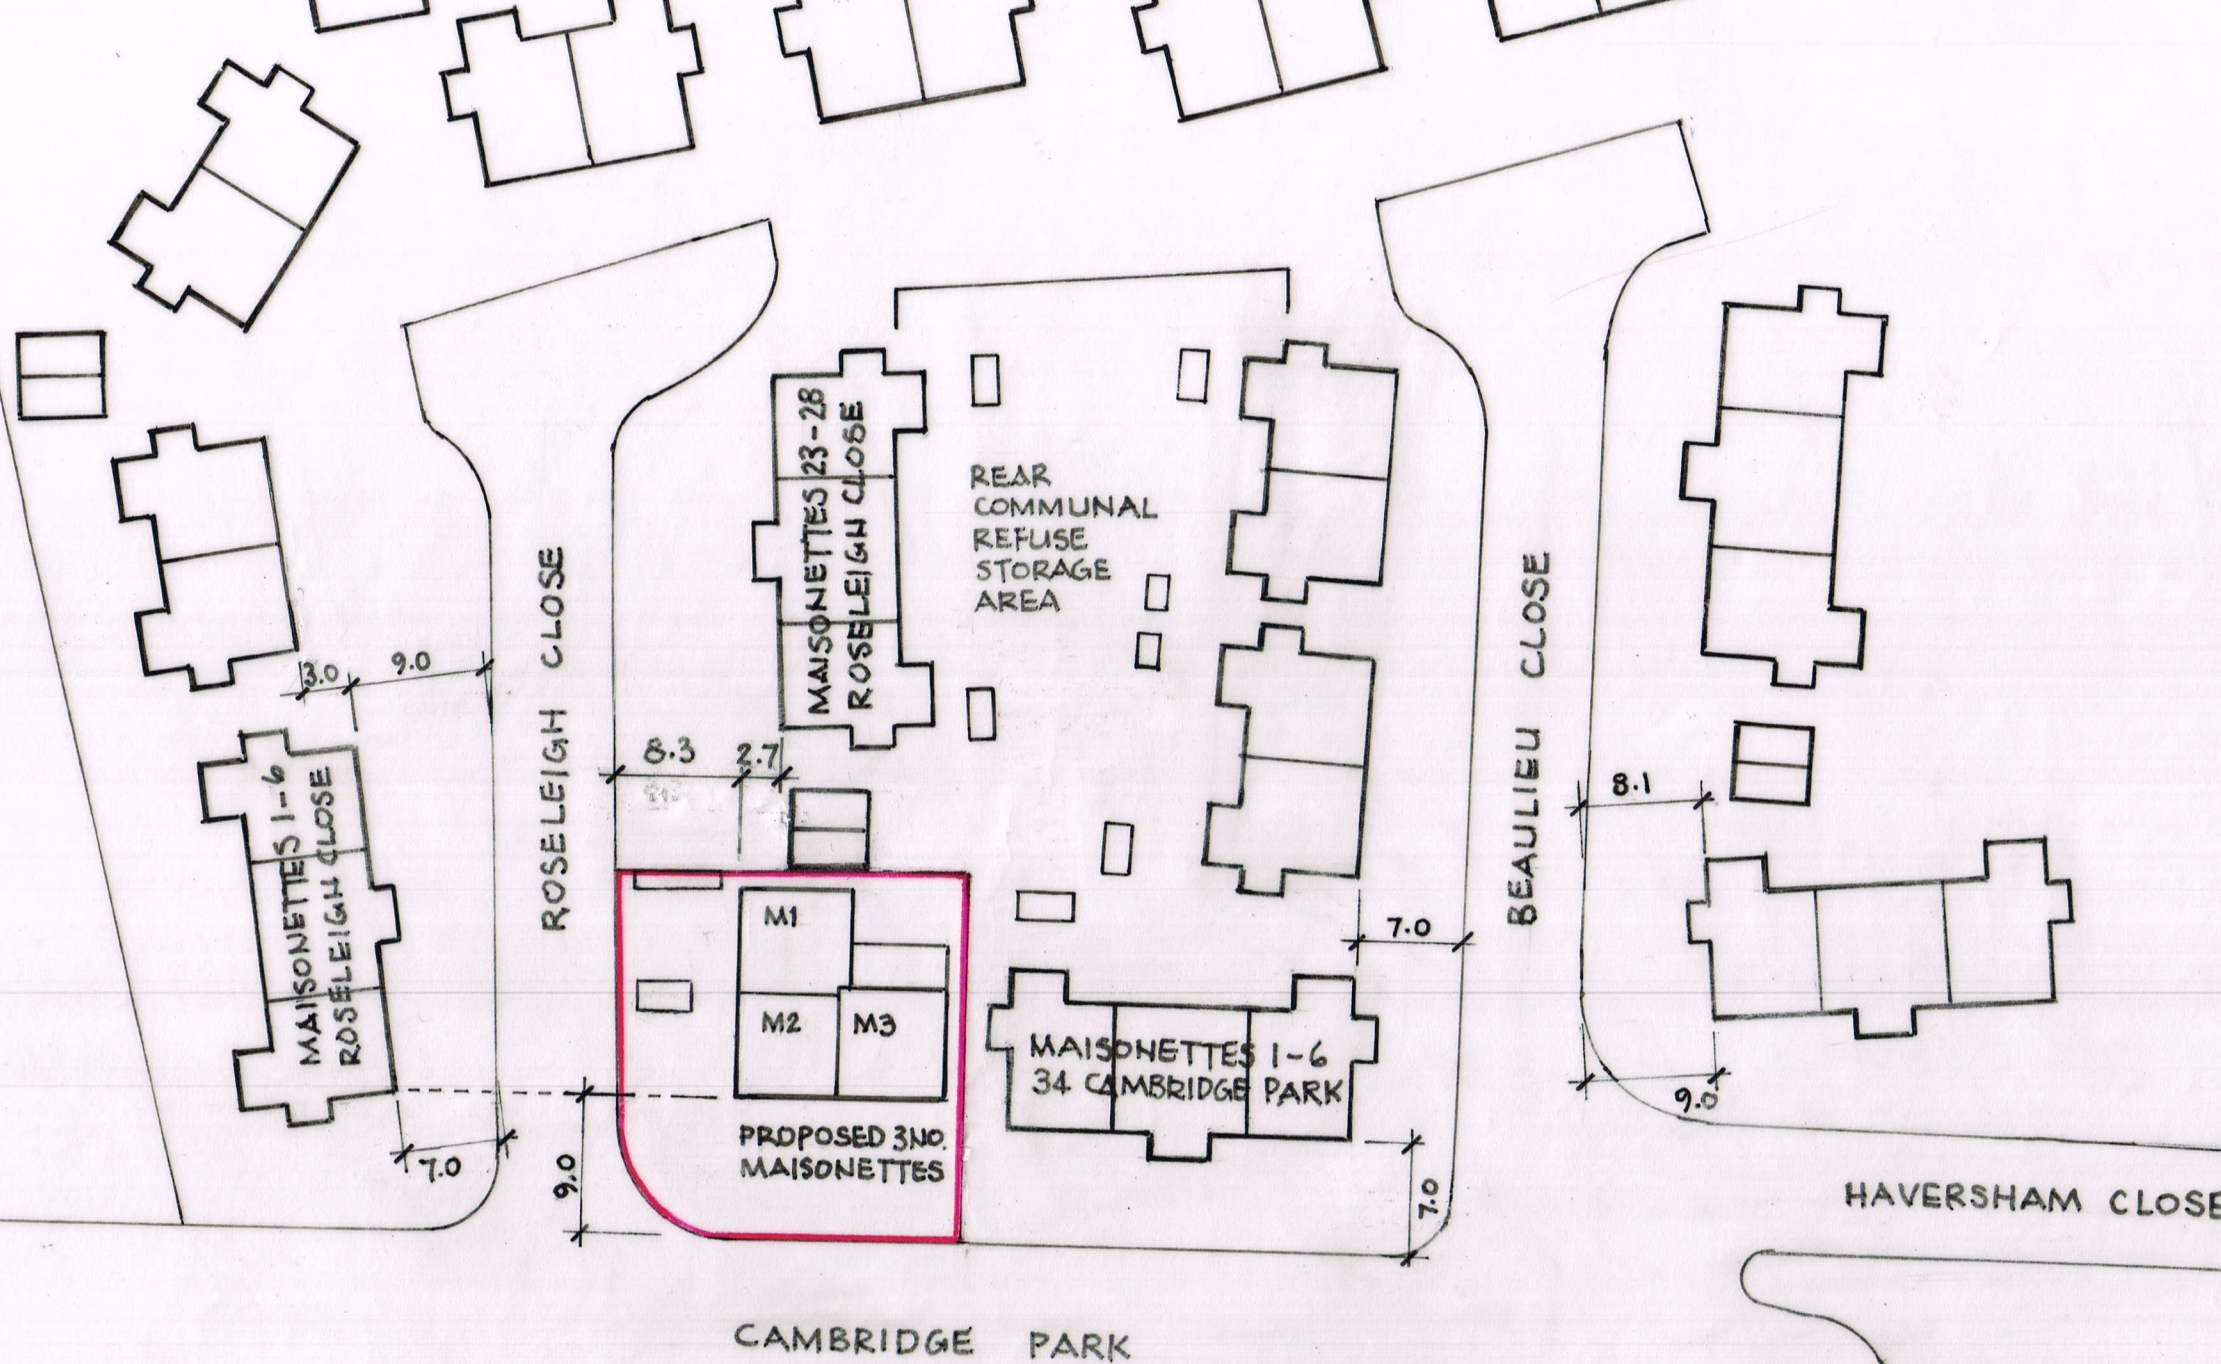 MAISONETTES 23-28
ROSELEIGH CLOSE
REAR
COMMUNAL
REFUSE
STORAGE
AREA
ROSELEIGH CLOSE
BEAULIEU CLOSE
3.0
9.0
8.3
2.7
8.1
MAISONETTES 1-6
ROSELEIGH CLOSE
M1
7.0
M2
M3
MAISONETTES 1-6
34 CAMBRIDGE PARK
9.0
PROPOSED 3NO.
MAISONETTES
7.0
9.0
7.0
HAVERSHAM CLOSE
CAMBRIDGE PARK